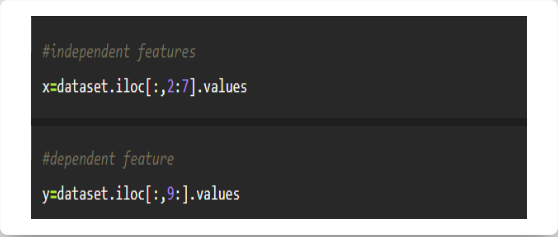 #independent features
x=dataset.iloc[:,2:7].values
#dependent feature
y=dataset.iloc[:,9:].values